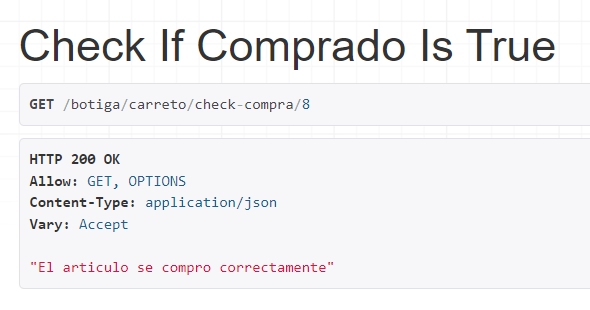 Check If Comprado Is True
GET /botiga/carreto/check-compra/8
HTTP 200 OK
Allow: GET, OPTIONS
Content-Type: application/json
Vary: Accept
"El articulo se compro correctamente"